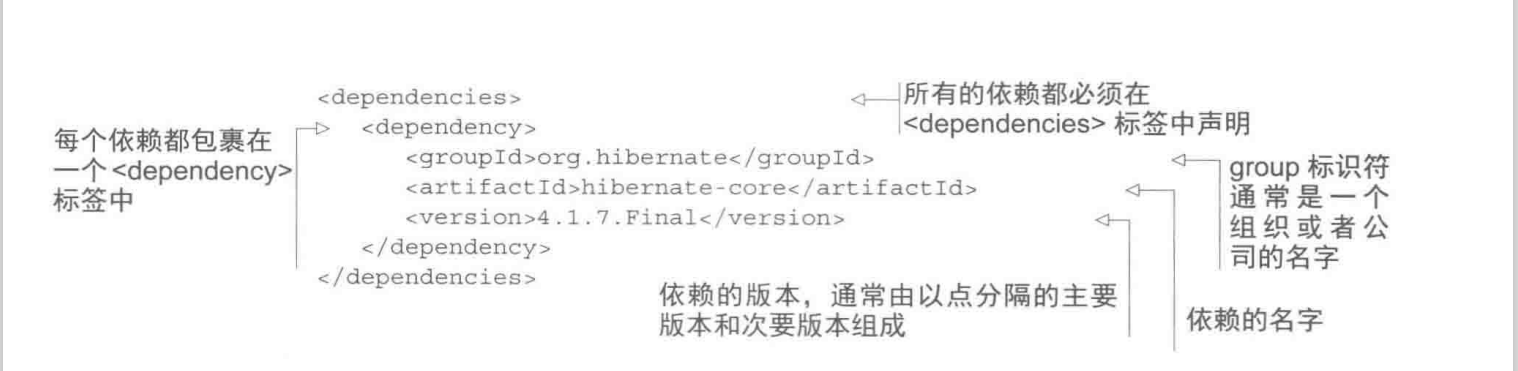 <dependencies>
所有的依赖都必须在
<dependencies> 标签中声明
每个依赖都包裹在
一个 <dependency>
标签中
<dependency>
<groupId>org.hibernate</groupId>
<artifactId>hibernate-core</artifactId>
<version>4.1.7.Final</version>
</dependency>
</dependencies>
group 标识符
通常是一个
组织或者公
司的名字
依赖的版本，通常由以点分隔的主要
版本和次要版本组成
依赖的名字